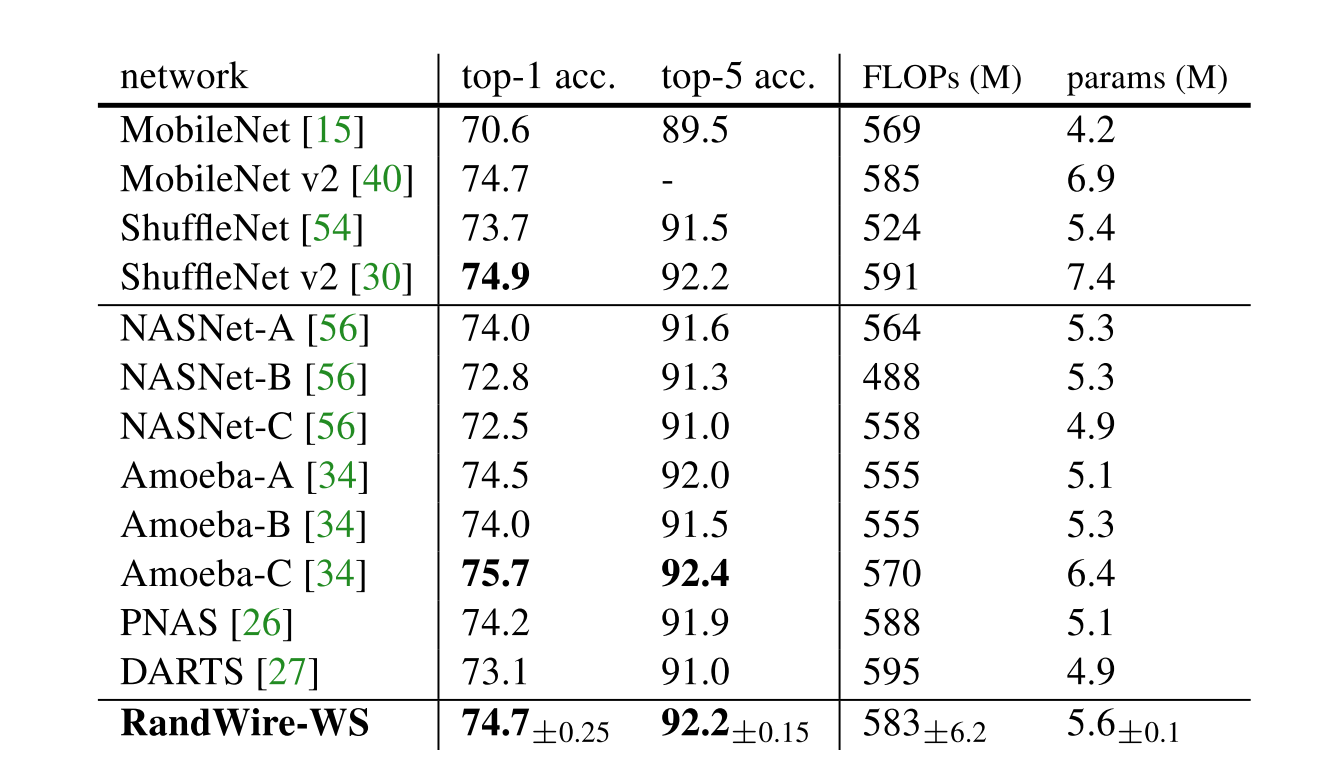 network top-1 acc. top-5 acc. FLOPs (M) params (M)
MobileNet [15] 70.6 89.5 569 4.2
MobileNet v2 [40] 74.7 - 585 6.9
ShuffleNet [54] 73.7 91.5 524 5.4
ShuffleNet v2 [30] 74.9 92.2 591 7.4
NASNet-A [56] 74.0 91.6 564 5.3
NASNet-B [56] 72.8 91.3 488 5.3
NASNet-C [56] 72.5 91.0 558 4.9
Amoeba-A [34] 74.5 92.0 555 5.1
Amoeba-B [34] 74.0 91.5 555 5.3
Amoeba-C [34] 75.7 92.4 570 6.4
PNAS [26] 74.2 91.9 588 5.1
DARTS [27] 73.1 91.0 595 4.9
RandWire-WS 74.7±0.25 92.2±0.15 583±6.2 5.6±0.1